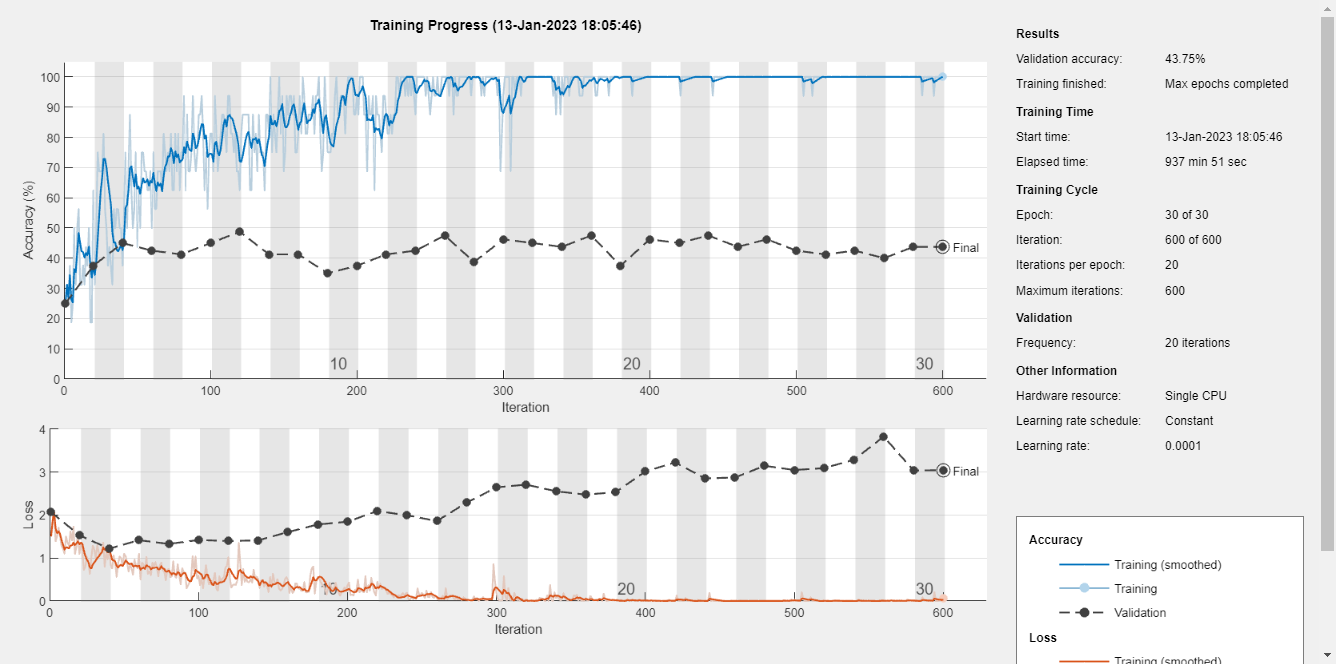 Training Progress (13-Jan-2023 18:05:46)
Accuracy (%)
100
90
80
70
60
50
40
30
20
10
0
Final
10
20
30
0
100
200
300
400
500
600
Iteration
Loss
4
3
2
1
0
Final
10
20
30
0
100
200
300
400
500
600
Iteration
Results
Validation accuracy: 43.75%
Training finished: Max epochs completed
Training Time
Start time: 13-Jan-2023 18:05:46
Elapsed time: 937 min 51 sec
Training Cycle
Epoch: 30 of 30
Iteration: 600 of 600
Iterations per epoch: 20
Maximum iterations: 600
Validation
Frequency: 20 iterations
Other Information
Hardware resource: Single CPU
Learning rate schedule: Constant
Learning rate: 0.0001
Accuracy
Training (smoothed)
Training
Validation
Loss
Training (smoothed)